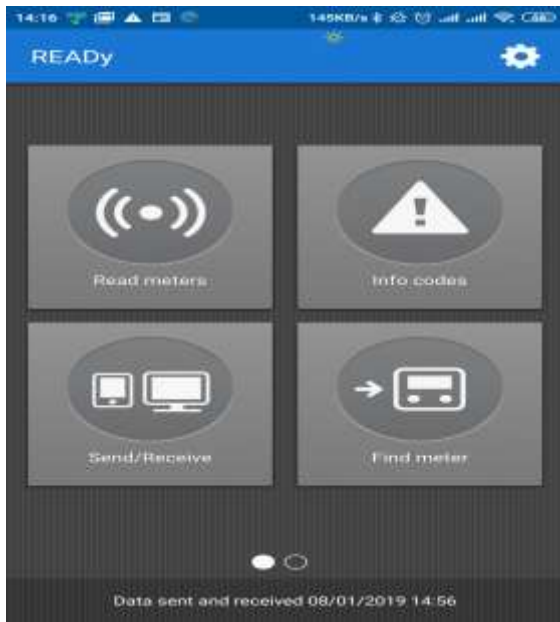 14:16
145KB/s
READy
Read meters
Info codes
Send/Receive
Find meter
Data sent and received 08/01/2019 14:56